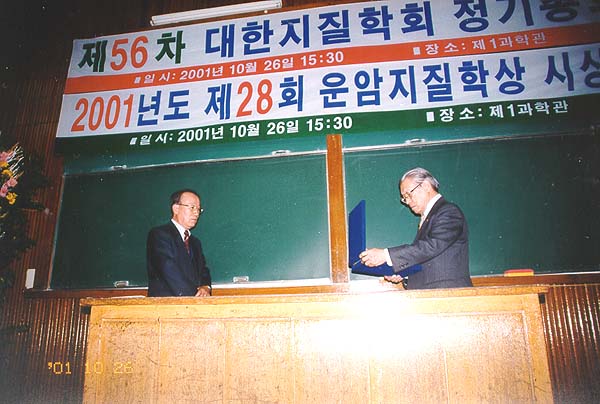 제56차 대한지질학회 정기총
■일시: 2001년 10월 26일 15:30 ■장소: 제1과학관
2001년도 제28회 운암지질학상 시상
■일시: 2001년 10월 26일 15:30 ■장소: 제1과학관
'01 10 26